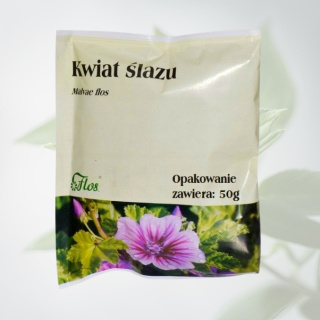 Kwiat ślazu
Malvae flos
Flos
Opakowanie
zawiera: 50g